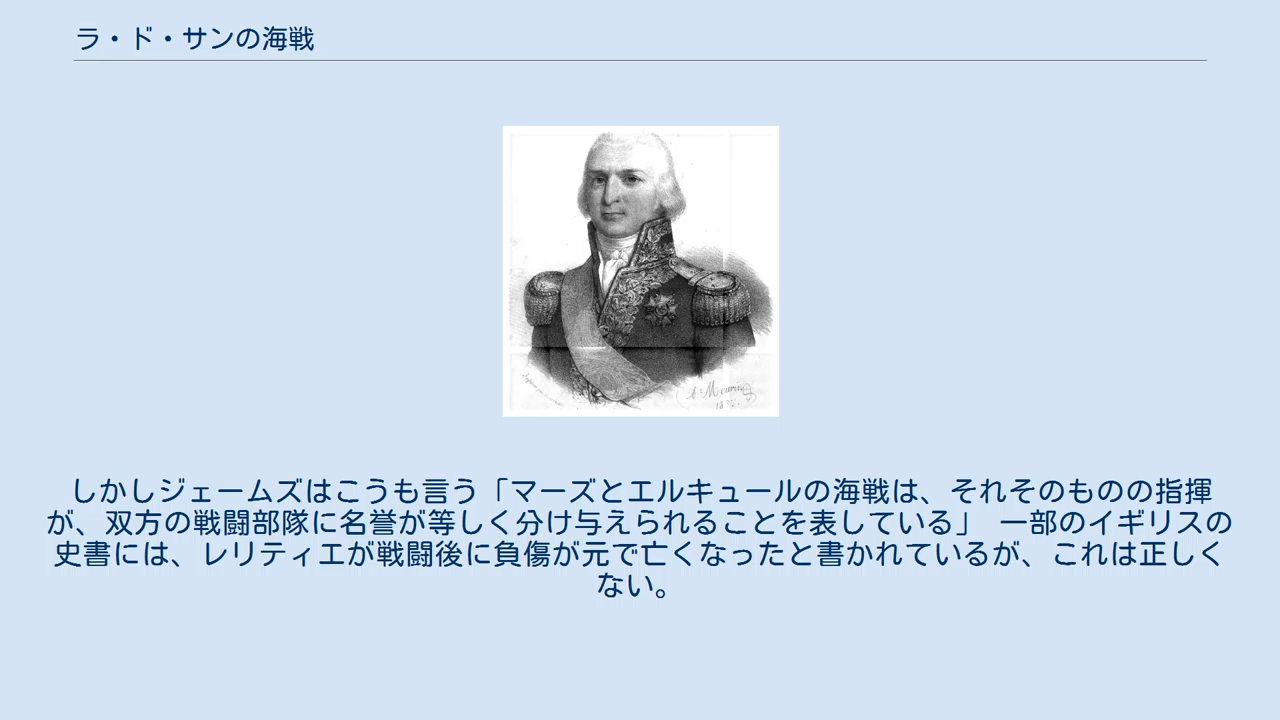 ラ・ド・サンの海戦
しかしジェームズはこうも言う「マーズとエルキュールの海戦は、それそのものの指揮
が、双方の戦闘部隊に名誉が等しく分け与えられることを表している」 一部のイギリスの
史書には、レリティエが戦闘後に負傷が元で亡くなったと書かれているが、これは正しく
ない。